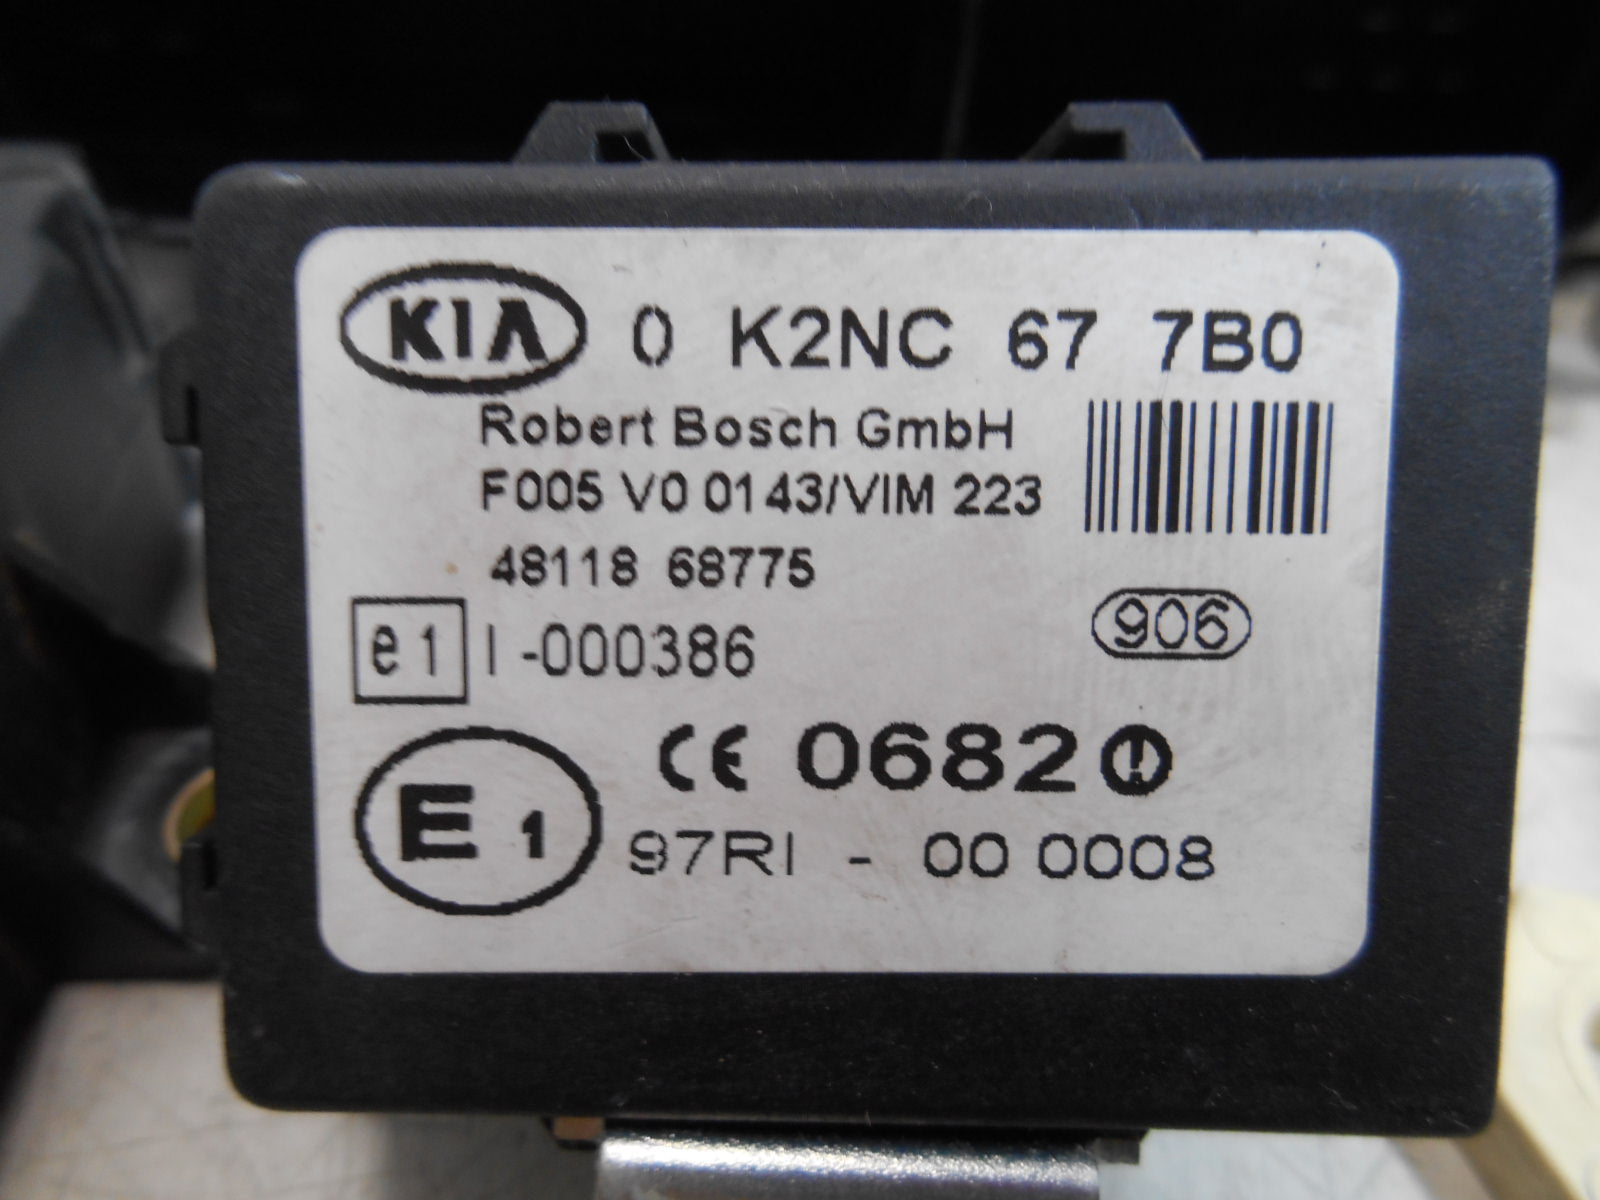 KIA 0 K2NC 67 7B0
Robert Bosch GmbH
F005 V0 0143/VIM 223
48118 68775
906
e1 I-000386
CE 0682 !
E1 97RI - 00 0008